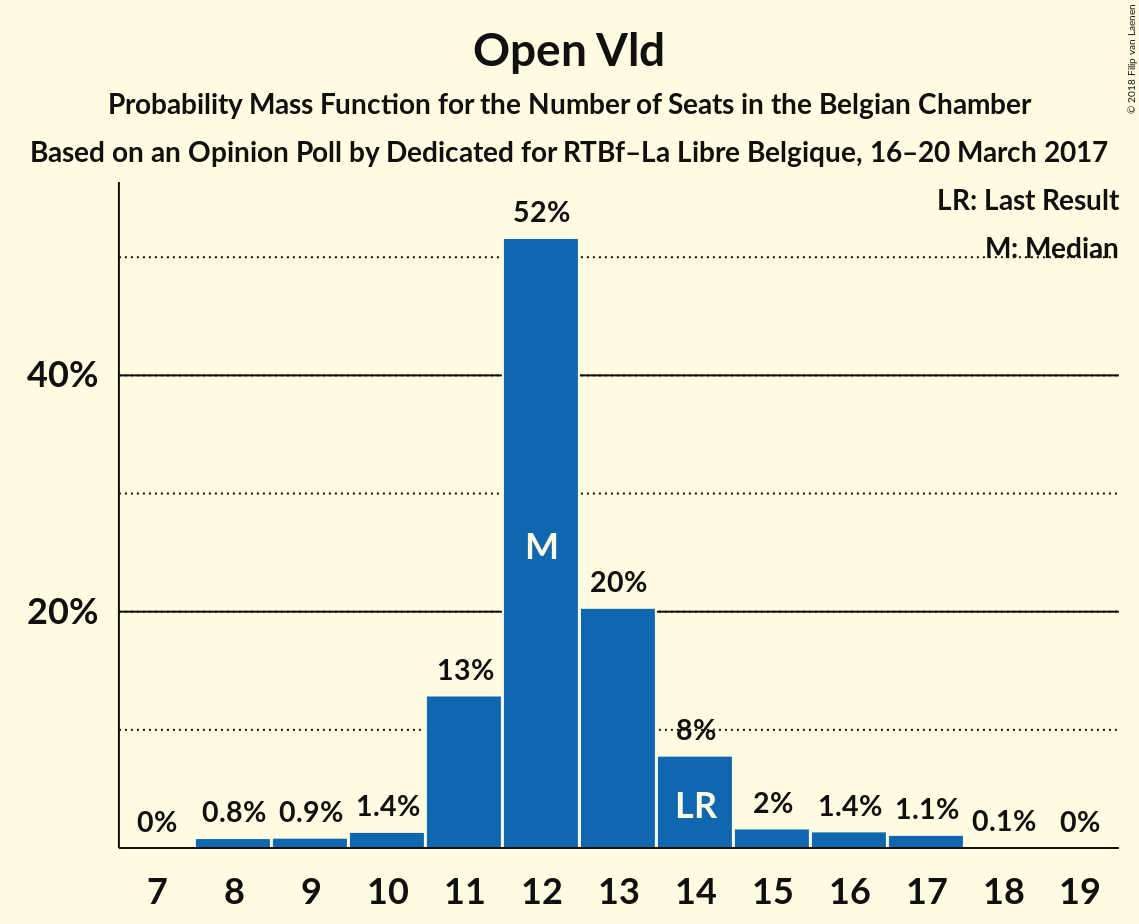 Open Vld
Probability Mass Function for the Number of Seats in the Belgian Chamber
Based on an Opinion Poll by Dedicated for RTBf–La Libre Belgique, 16–20 March 2017
© 2018 Filip van Laenen
LR: Last Result
M: Median
40%
20%
0%
0.8%
0.9%
1.4%
13%
52%
M
20%
8%
LR
2%
1.4%
1.1%
0.1%
0%
7 8 9 10 11 12 13 14 15 16 17 18 19